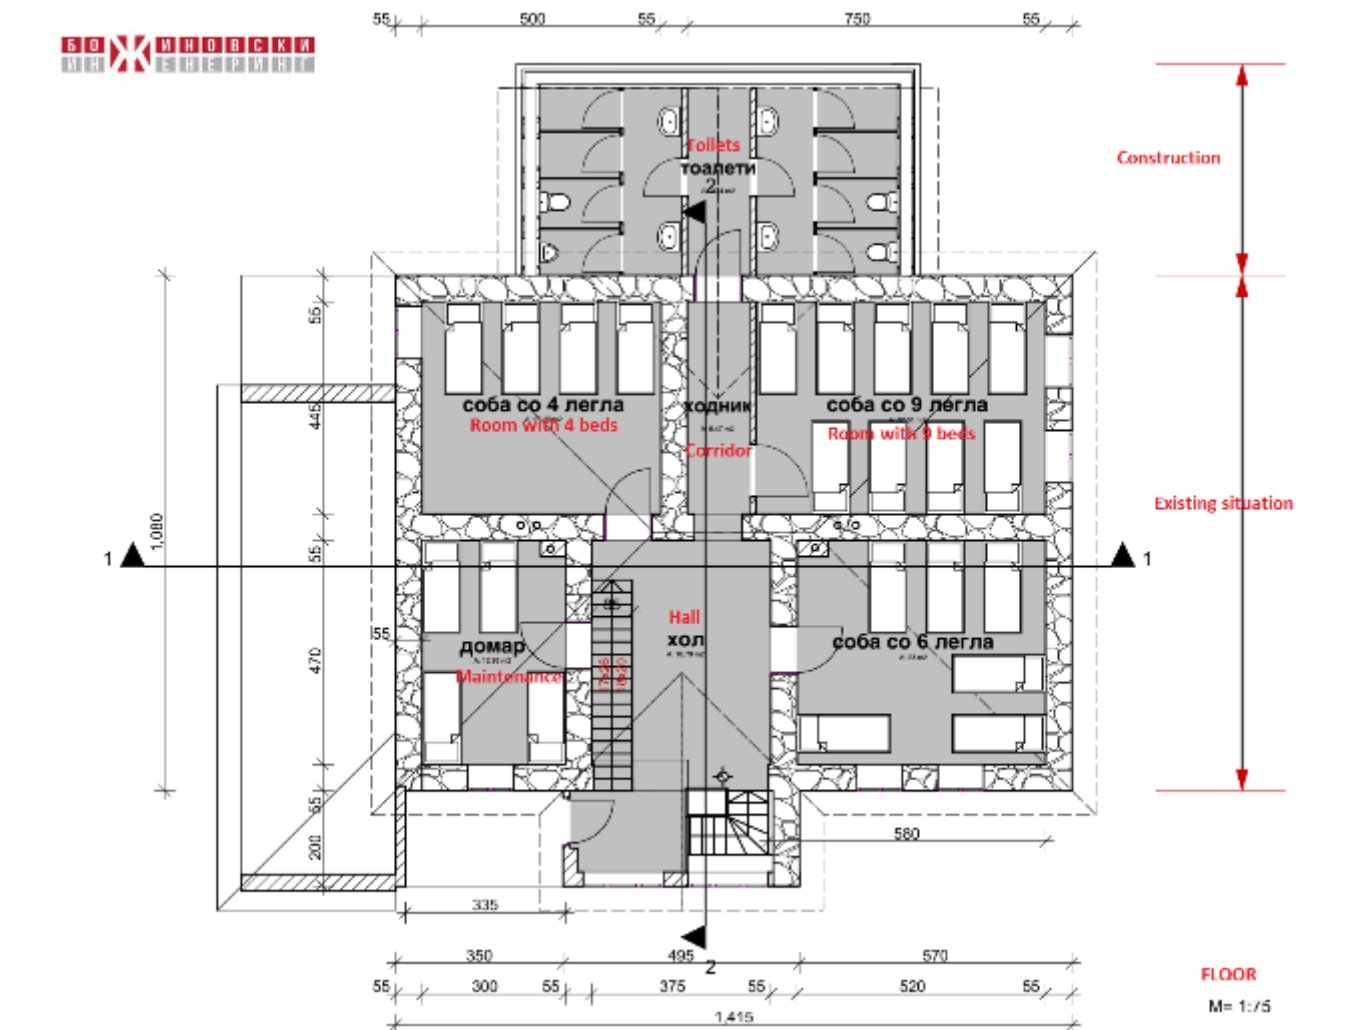 55 500 55 750 55
БОЖИНОВСКИ
ИНЖЕНЕРИНГ
Toilets
тоалети
2
Construction
55
соба со 4 легла
Room with 4 beds
ходник
Corridor
соба со 9 легла
Room with 9 beds
445
Existing situation
1,080
55
1
1
Hall
хол
55
домар
Maintenance
соба со 6 легла
470
17x28
18x20
55
200
580
335
2
350 495 570
FLOOR
55 300 55 375 55 520 55
M= 1:75
1,415